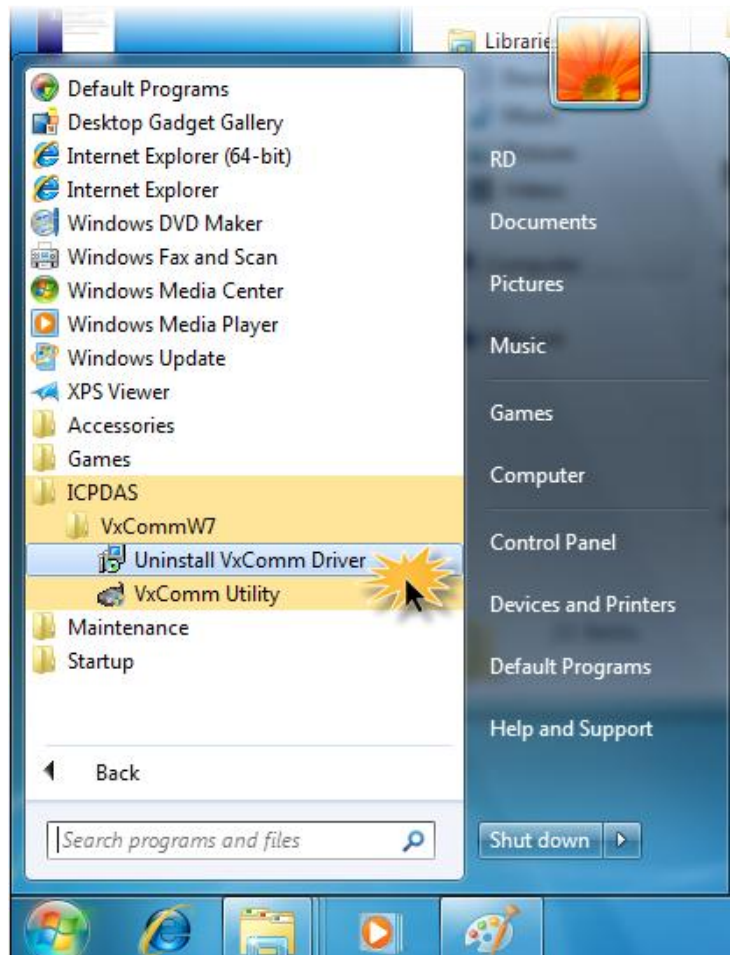 Libraries
Default Programs
Desktop Gadget Gallery
Internet Explorer (64-bit)
Internet Explorer
Windows DVD Maker
Windows Fax and Scan
Windows Media Center
Windows Media Player
Windows Update
XPS Viewer
Accessories
Games
ICPDAS
VxCommW7
Uninstall VxComm Driver
VxComm Utility
Maintenance
Startup
Back
Search programs and files
RD
Documents
Pictures
Music
Games
Computer
Control Panel
Devices and Printers
Default Programs
Help and Support
Shut down